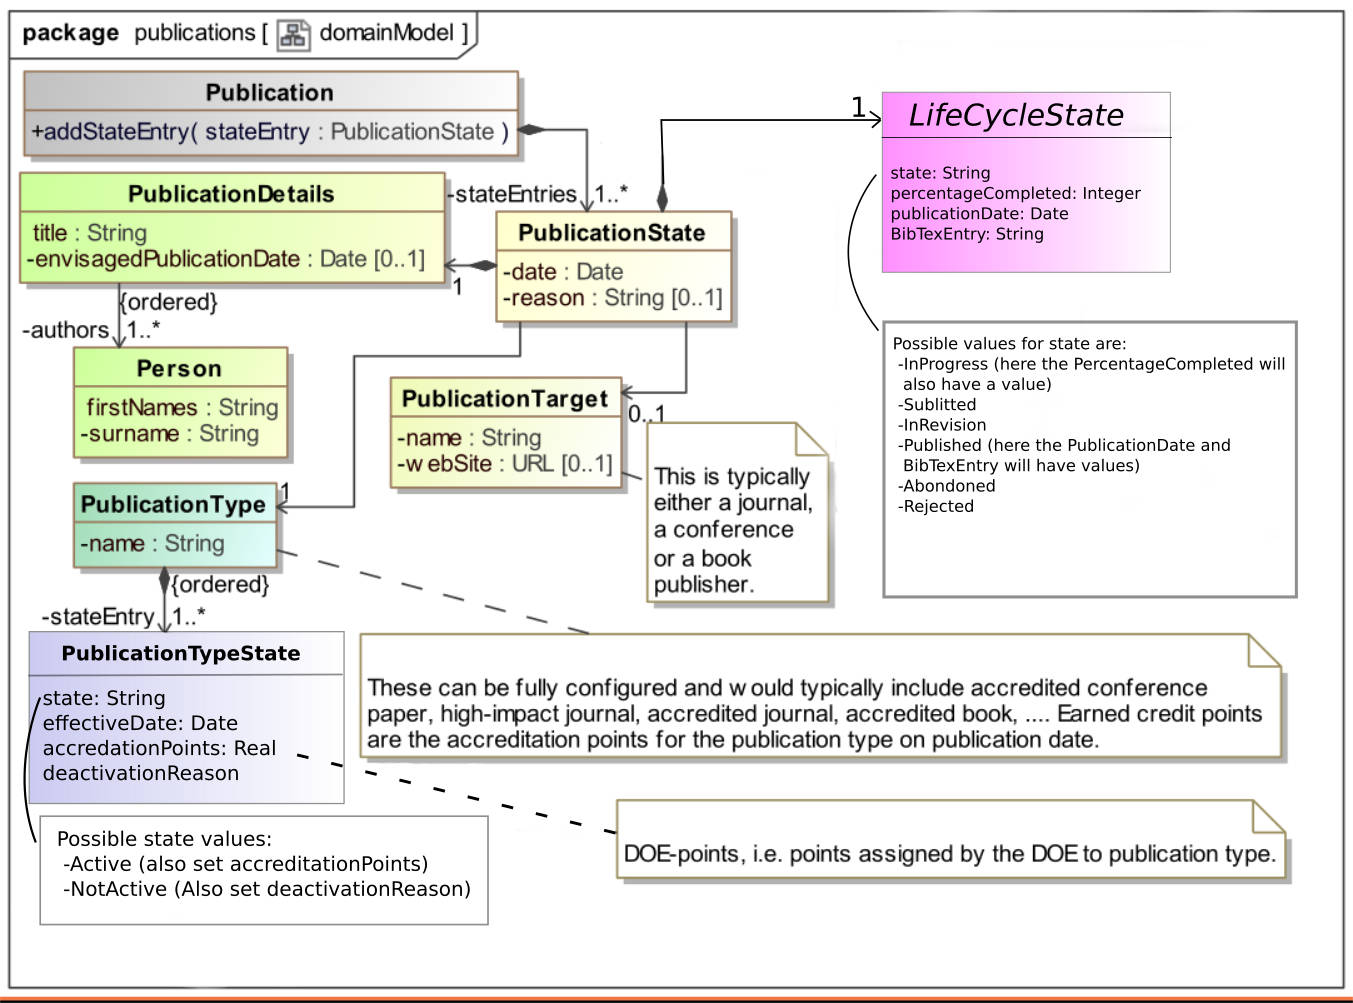 package publications [ domainModel ]
Publication
+addStateEntry( stateEntry : PublicationState )
PublicationDetails
title : String
-envisagedPublicationDate : Date [0..1]
-stateEntries 1..*
PublicationState
-date : Date
-reason : String [0..1]
1
1
LifeCycleState
state: String
percentageCompleted: Integer
publicationDate: Date
BibTexEntry: String
{ordered}
-authors 1..*
Person
firstNames : String
-surname : String
PublicationTarget
-name : String
-webSite : URL [0..1]
0..1
This is typically
either a journal,
a conference
or a book
publisher.
Possible values for state are:
-InProgress (here the PercentageCompleted will
also have a value)
-Sublitted
-InRevision
-Published (here the PublicationDate and
BibTexEntry will have values)
-Abondoned
-Rejected
PublicationType
-name : String
1
{ordered}
-stateEntry 1..*
PublicationTypeState
state: String
effectiveDate: Date
accredationPoints: Real
deactivationReason
These can be fully configured and would typically include accredited conference
paper, high-impact journal, accredited journal, accredited book, .... Earned credit points
are the accreditation points for the publication type on publication date.
Possible state values:
-Active (also set accreditationPoints)
-NotActive (Also set deactivationReason)
DOE-points, i.e. points assigned by the DOE to publication type.